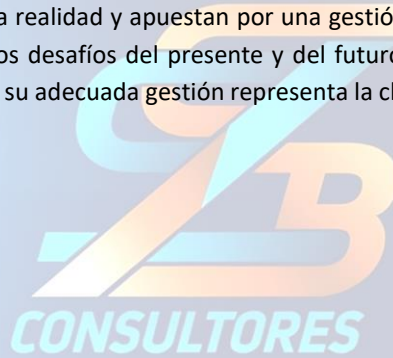 a realidad y apuestan por una gestió
os desafíos del presente y del futuro
su adecuada gestión representa la cl
CONSULTORES